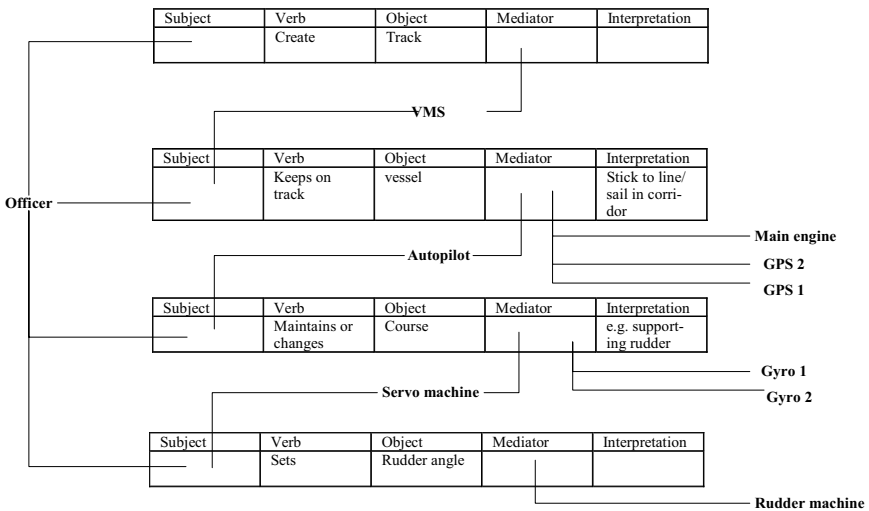 Subject Verb Object Mediator Interpretation
Create Track
VMS
Subject Verb Object Mediator Interpretation
Keeps on vessel Stick to line/
track sail in corri-
dor
Officer
Main engine
Autopilot
GPS 2
GPS 1
Subject Verb Object Mediator Interpretation
Maintains or Course e.g. support-
changes ing rudder
Gyro 1
Servo machine
Gyro 2
Subject Verb Object Mediator Interpretation
Sets Rudder angle
Rudder machine